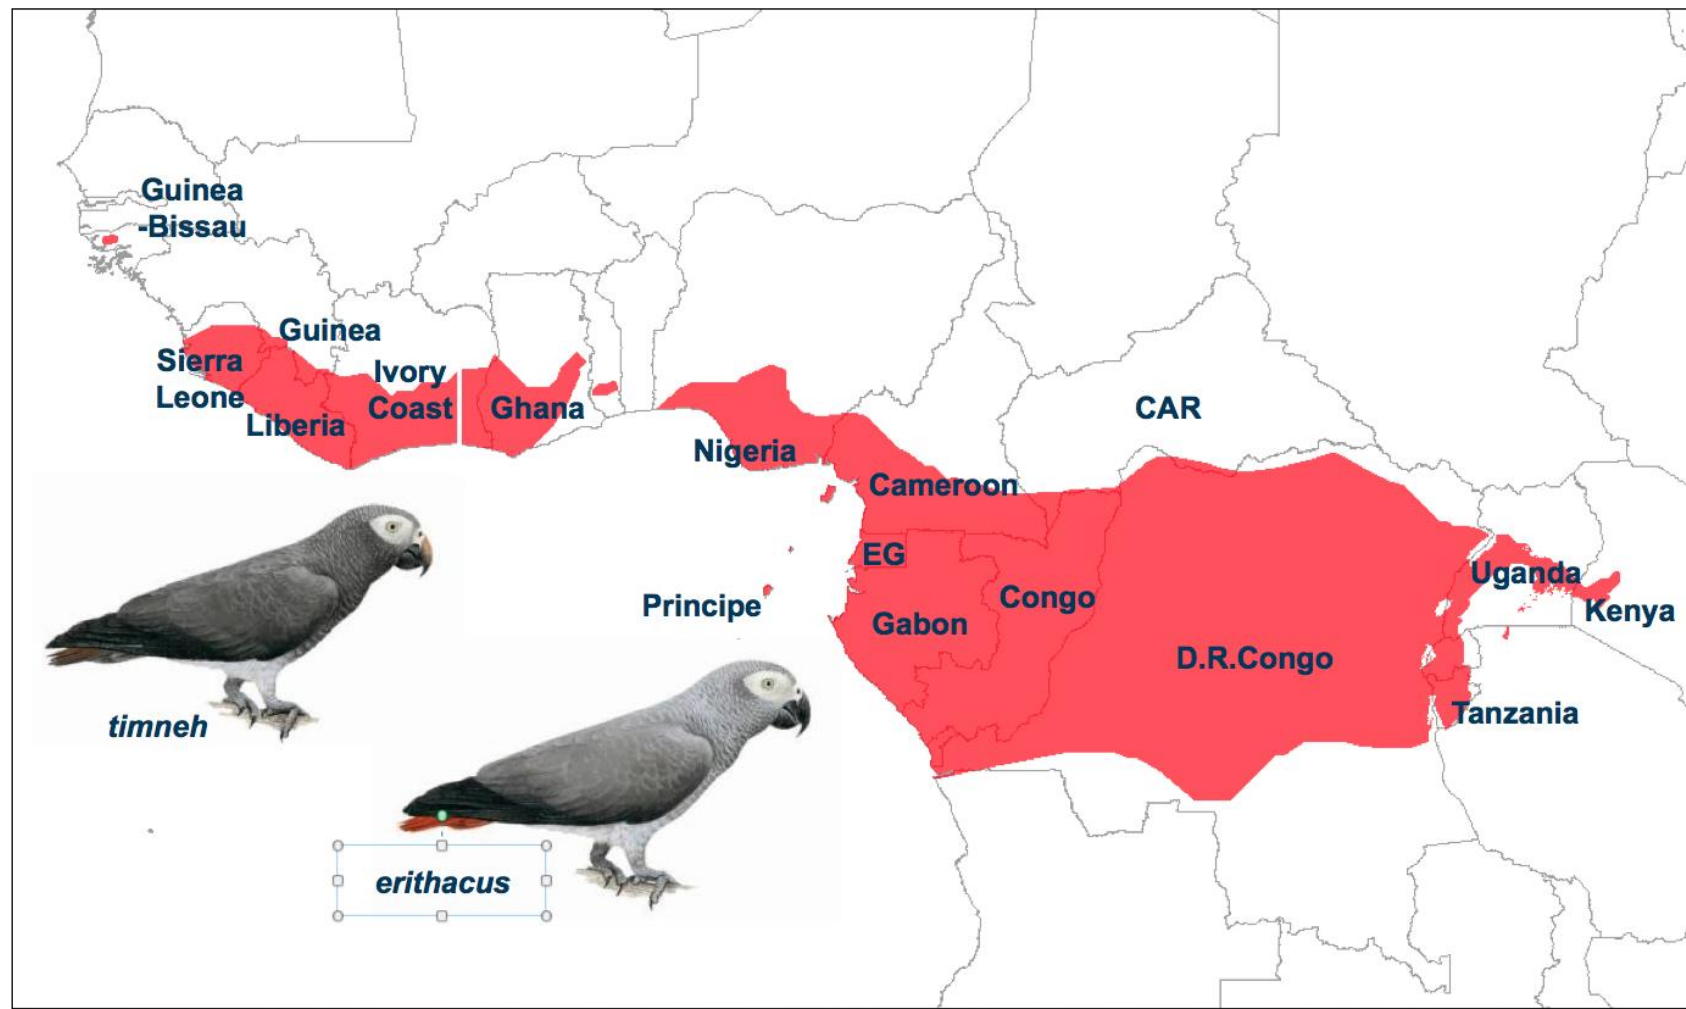 Guinea
-Bissau
Guinea
Sierra
Leone
Liberia
Ivory
Coast
Ghana
Nigeria
Cameroon
CAR
EG
Gabon
Congo
Principe
D.R.Congo
Uganda
Kenya
Tanzania
timneh
erithacus